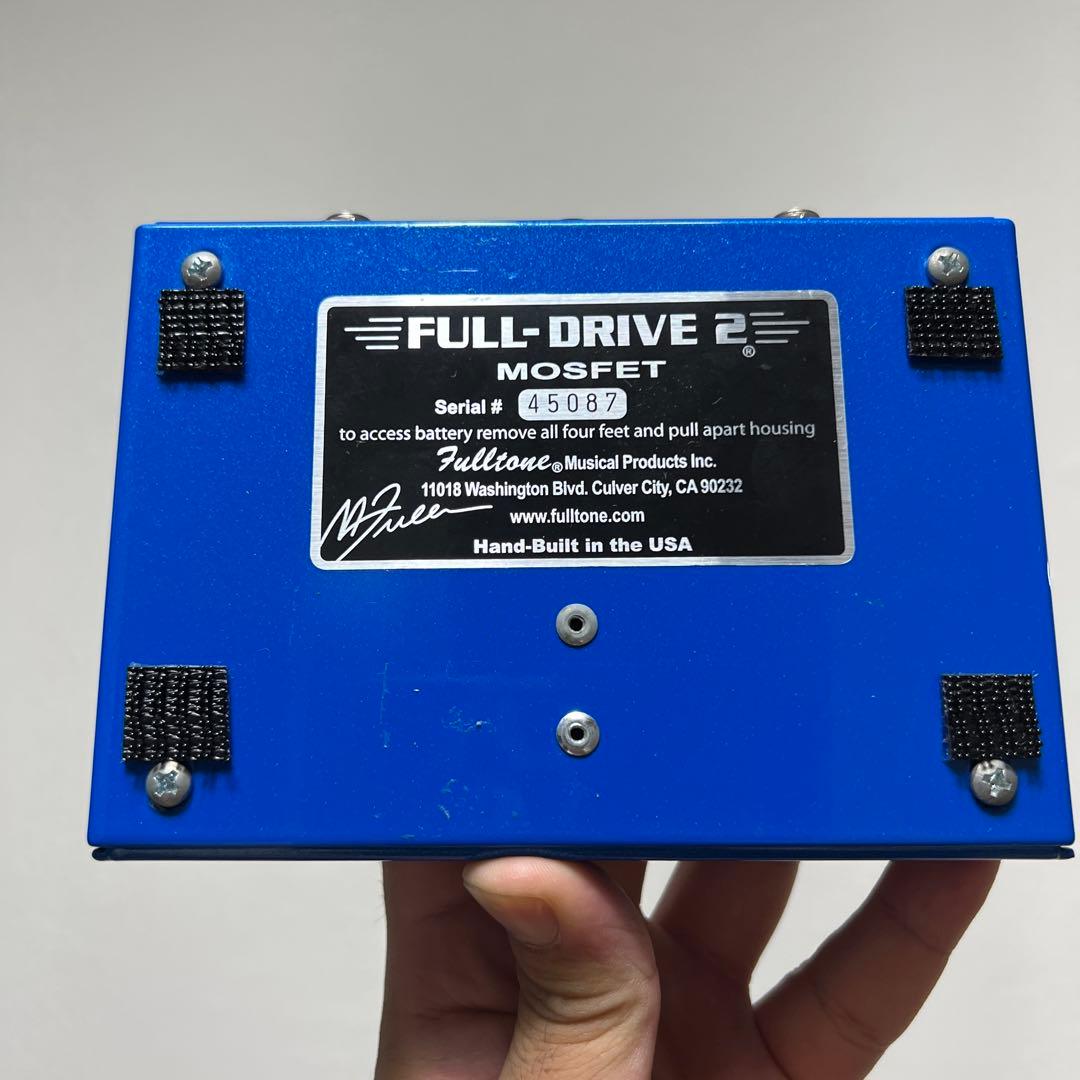 FULL-DRIVE 2®
MOSFET
Serial # 45087
to access battery remove all four feet and pull apart housing
Fulltone® Musical Products Inc.
11018 Washington Blvd. Culver City, CA 90232
M Fuller
www.fulltone.com
Hand-Built in the USA